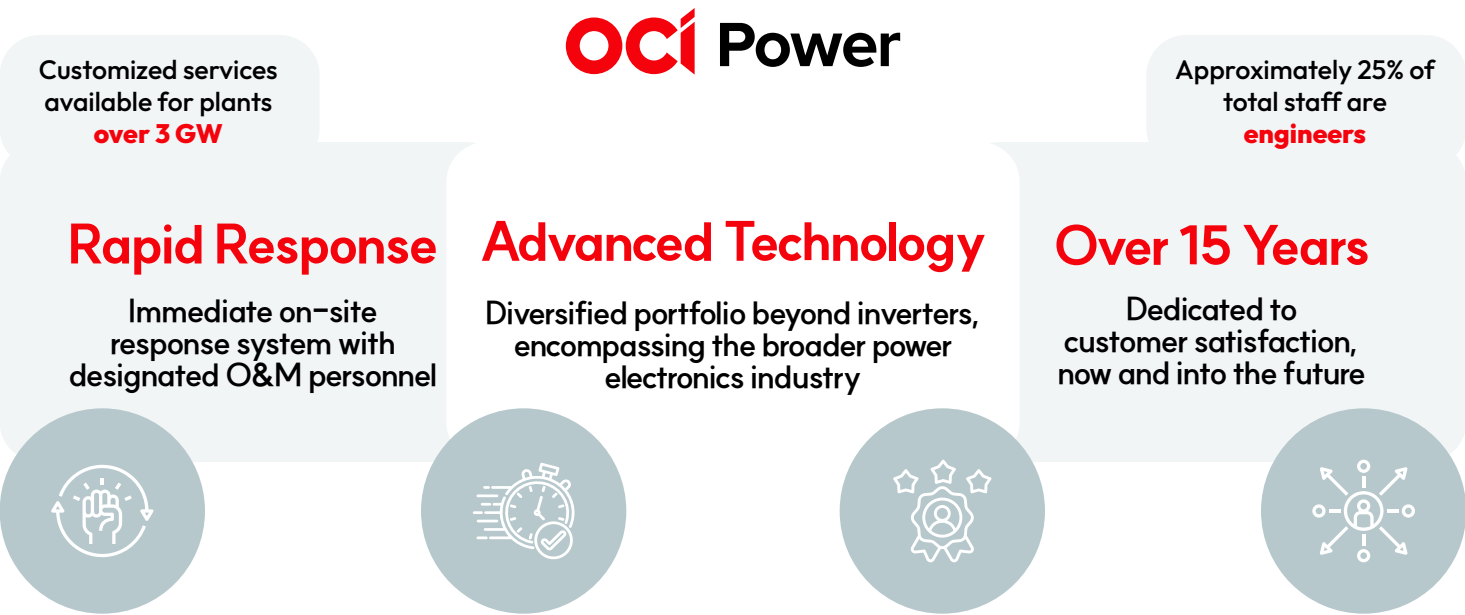 OCI Power
Customized services
available for plants
over 3 GW
Approximately 25% of
total staff are
engineers
Rapid Response
Immediate on-site
response system with
designated O&M personnel
Advanced Technology
Diversified portfolio beyond inverters,
encompassing the broader power
electronics industry
Over 15 Years
Dedicated to
customer satisfaction,
now and into the future